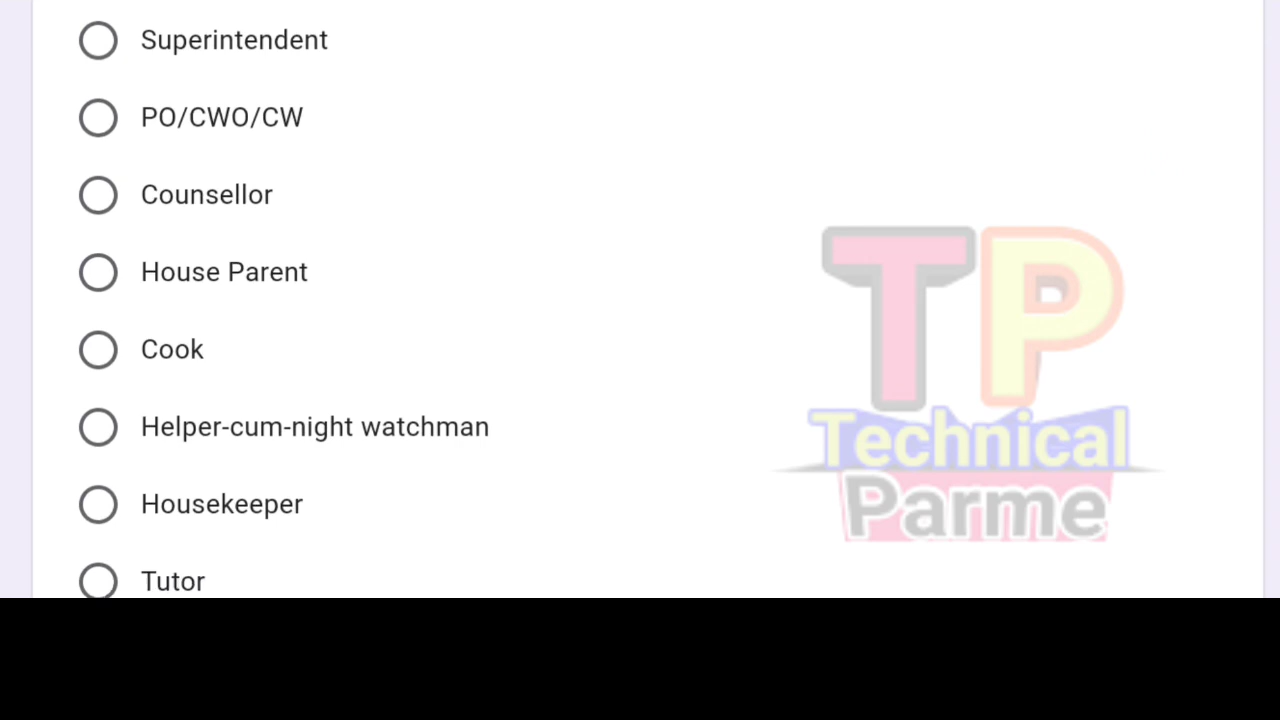 Superintendent
PO/CWO/CW
Counsellor
House Parent
Cook
Helper-cum-night watchman
Housekeeper
Tutor
TP
Technical
Parme